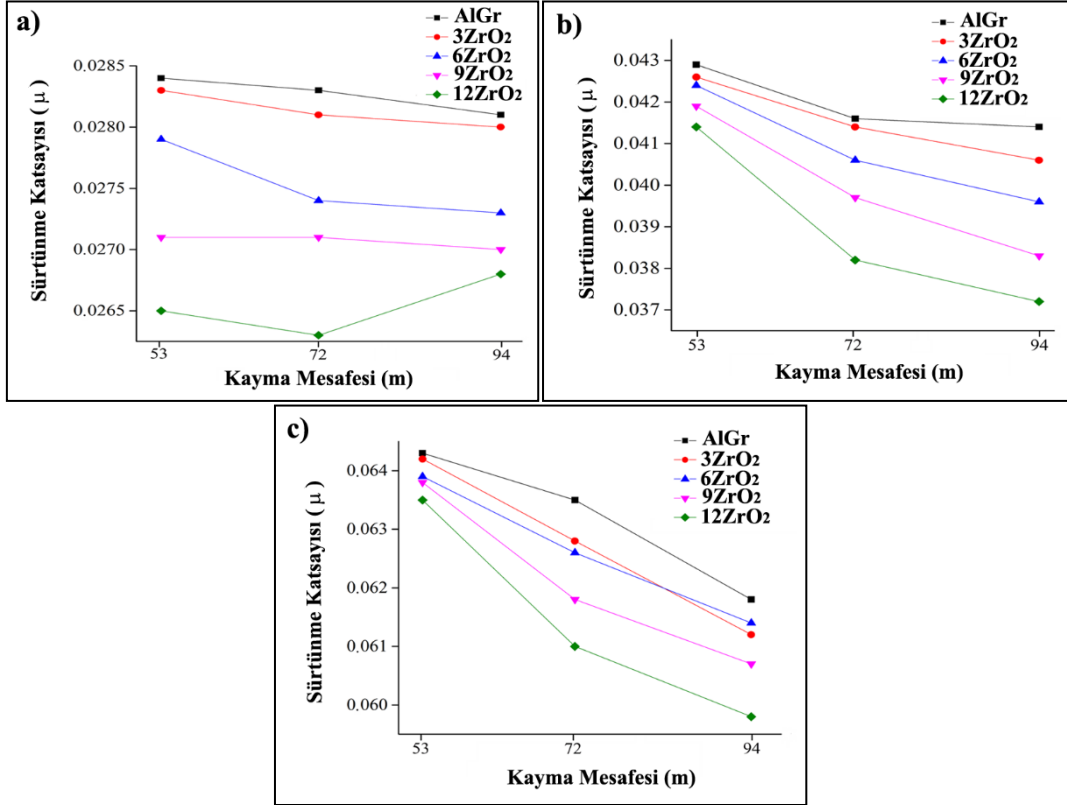 a)
AlGr
3ZrO2
6ZrO2
9ZrO2
12ZrO2
0.0285
0.0280
0.0275
0.0270
0.0265
Sürtünme Katsayısı ( μ )
53
72
94
Kayma Mesafesi (m)
b)
AlGr
3ZrO2
6ZrO2
9ZrO2
12ZrO2
0.043
0.042
0.041
0.040
0.039
0.038
0.037
Sürtünme Katsayısı ( μ )
53
72
94
Kayma Mesafesi (m)
c)
AlGr
3ZrO2
6ZrO2
9ZrO2
12ZrO2
0.064
0.063
0.062
0.061
0.060
Sürtünme Katsayısı ( μ )
53
72
94
Kayma Mesafesi (m)